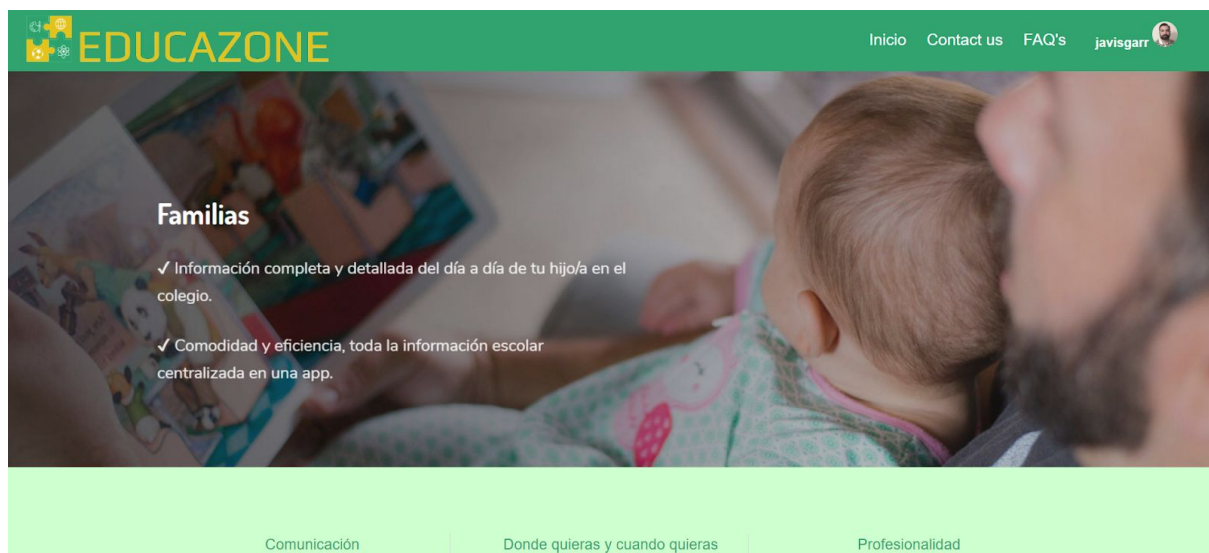 EDUCAZONE
Inicio Contact us FAQ's javisgarr
Familias
✓ Información completa y detallada del día a día de tu hijo/a en el
colegio.
✓ Comodidad y eficiencia, toda la información escolar
centralizada en una app.
Comunicación Donde quieras y cuando quieras Profesionalidad